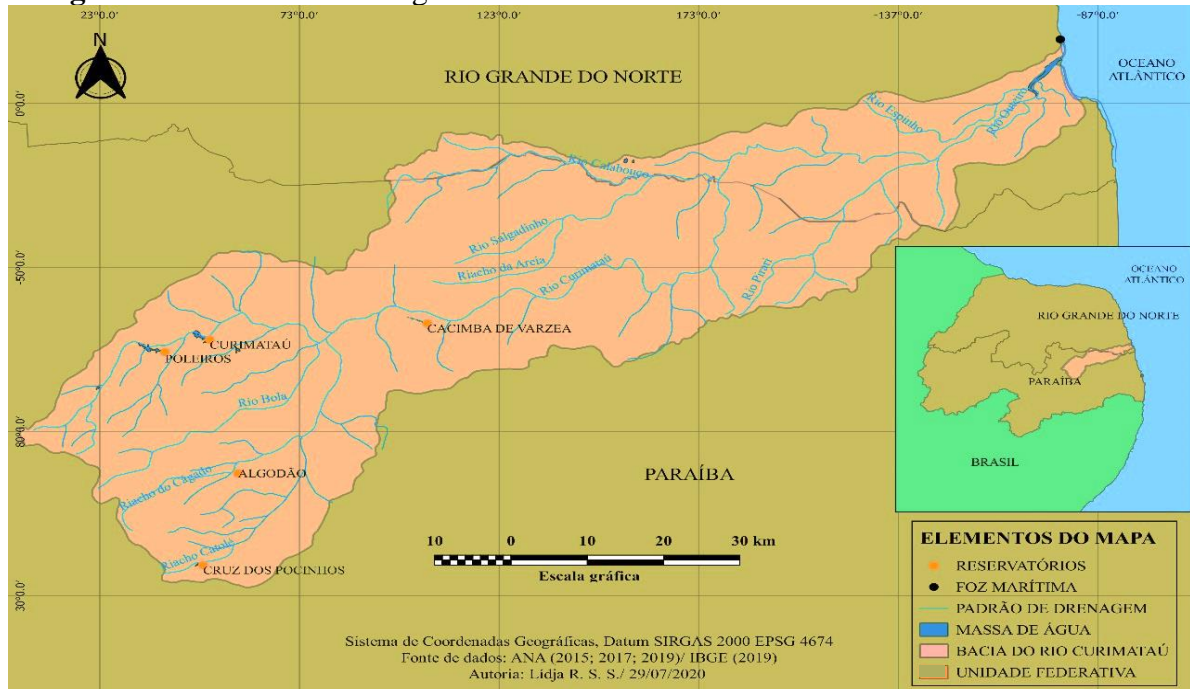 23°0.0' 73°0.0' 123°0.0' 173°0.0' -137°0.0' -87°0.0'
N
RIO GRANDE DO NORTE
OCEANO
ATLÂNTICO
0°0.0'
Rio Espinho
Rio Outeiro
Rio Calabouço
Rio Salgadinho
Riacho da Areia
Rio Curimataú
Rio Pirari
-50°0.0'
CACIMBA DE VARZEA
CURIMATAÚ
POLEIROS
Rio Bola
80°0.0'
ALGODÃO
Riacho do Cagado
Riacho Catolé
CRUZ DOS POCINHOS
30°0.0'
PARAÍBA
OCEANO
ATLÂNTICO
RIO GRANDE DO NORTE
PARAÍBA
BRASIL
10 0 10 20 30 km
Escala gráfica
ELEMENTOS DO MAPA
RESERVATÓRIOS
FOZ MARÍTIMA
PADRÃO DE DRENAGEM
MASSA DE ÁGUA
BACIA DO RIO CURIMATAÚ
UNIDADE FEDERATIVA
Sistema de Coordenadas Geográficas, Datum SIRGAS 2000 EPSG 4674
Fonte de dados: ANA (2015; 2017; 2019)/ IBGE (2019)
Autoria: Lidja R. S. S./ 29/07/2020